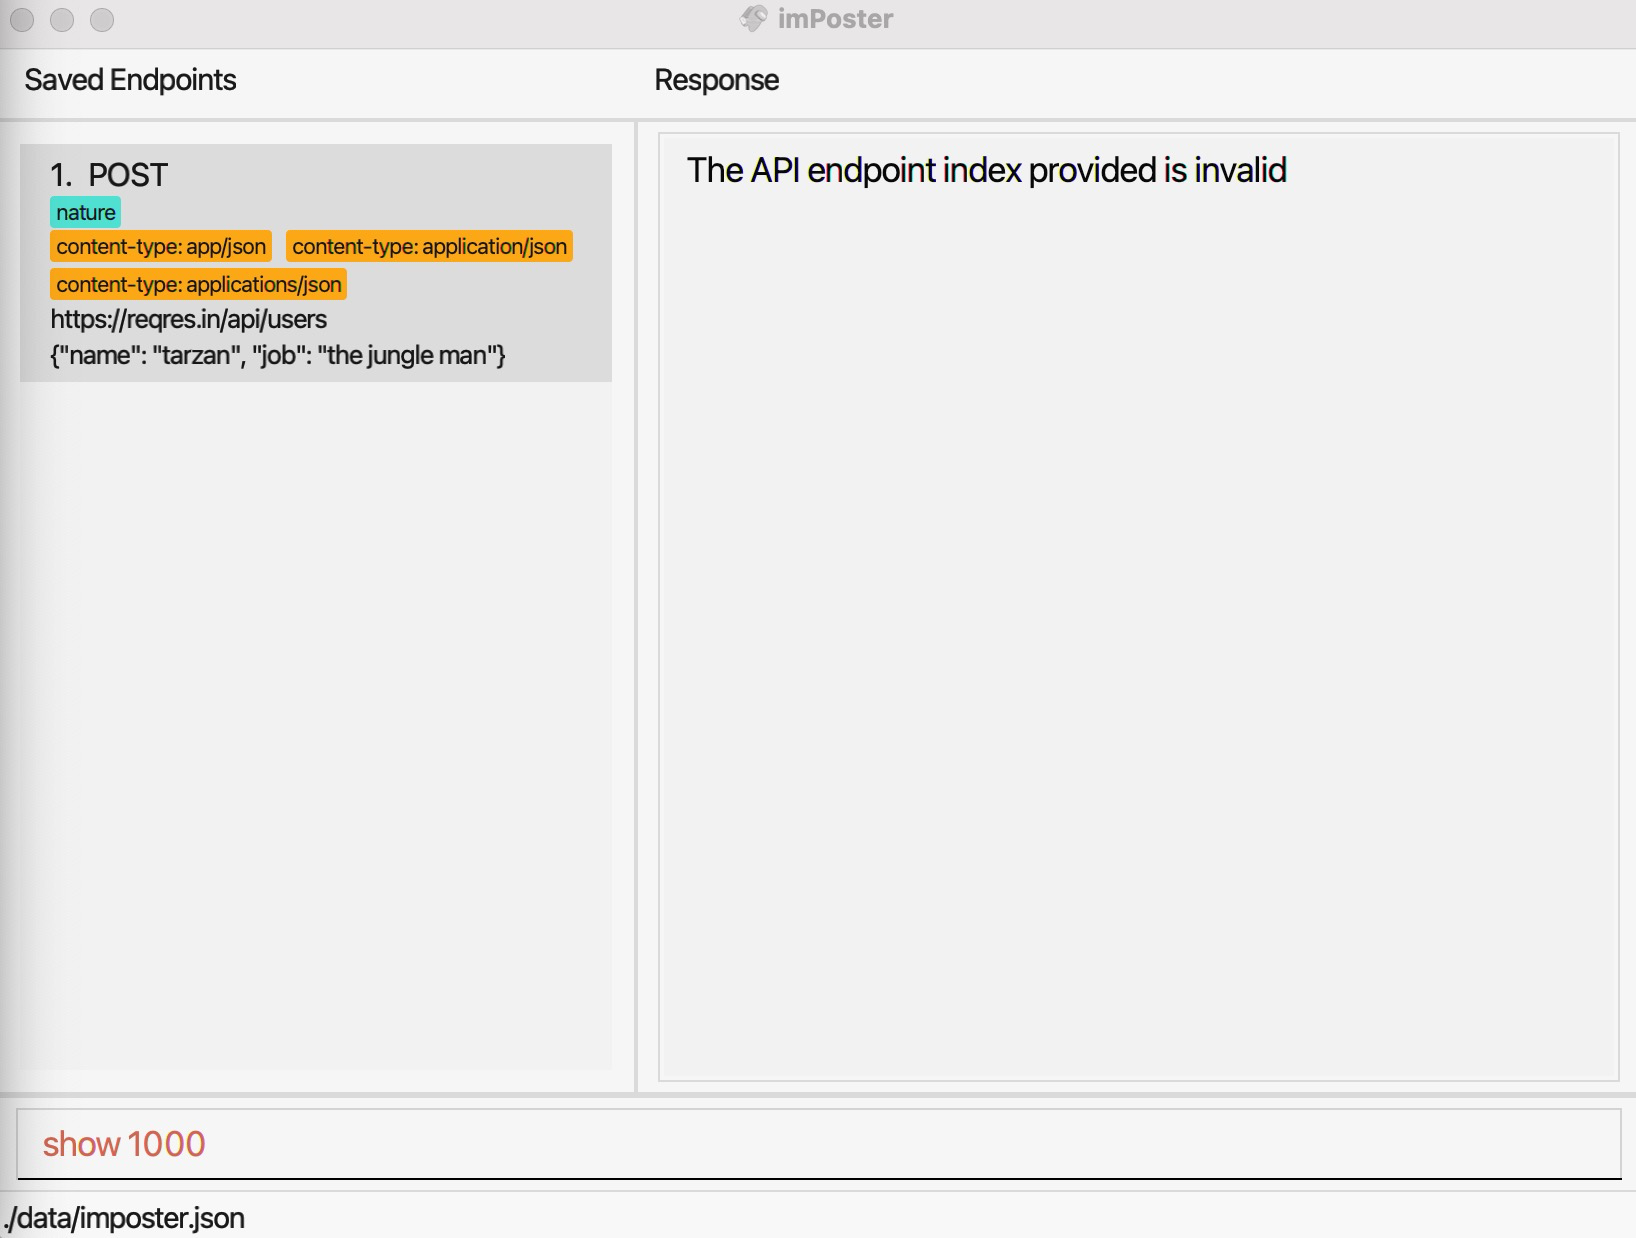 imPoster
Saved Endpoints
Response
1. POST
nature
content-type: app/json content-type: application/json
content-type: applications/json
https://reqres.in/api/users
{"name": "tarzan", "job": "the jungle man"}
The API endpoint index provided is invalid
show 1000
./data/imposter.json